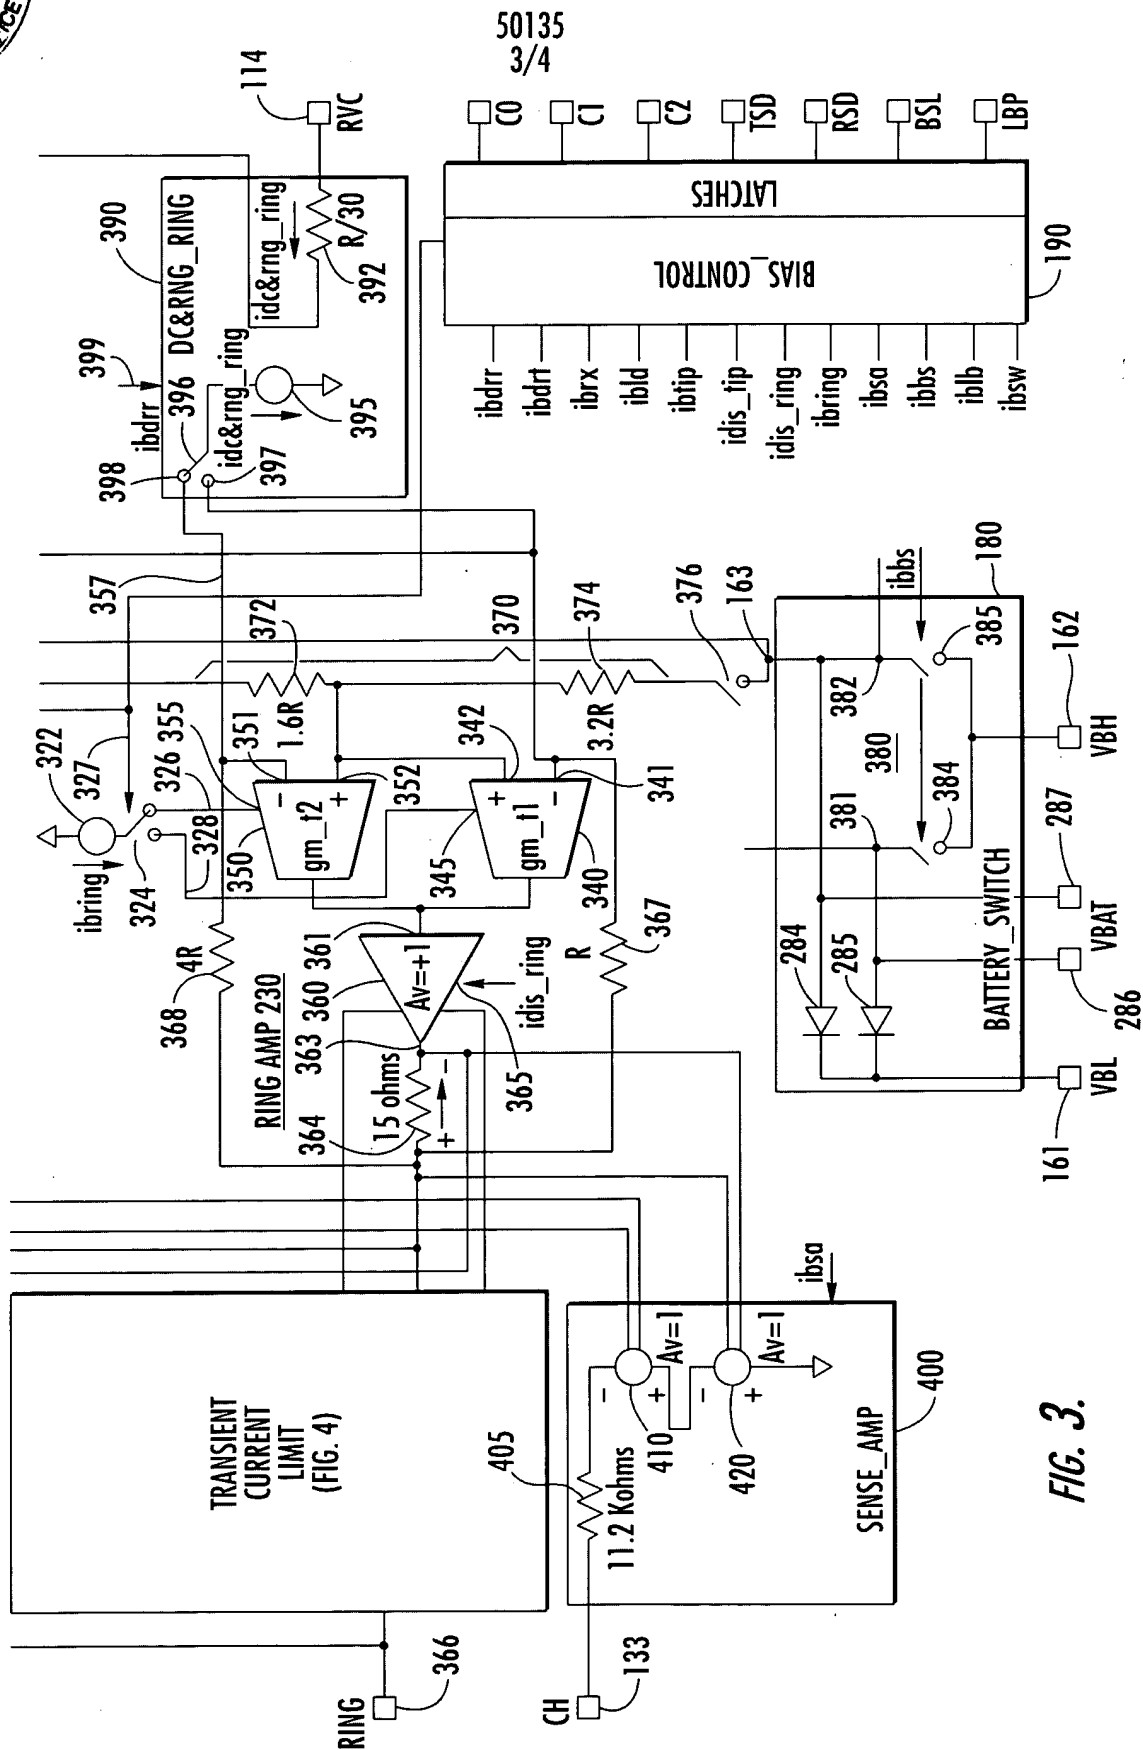 50135
3/4
114
RVC
390
DC&RNG_RING
idc&rng_ring
R/30
392
399
ibdrr
396
398
idc&rng_ring
395
397
C0
C1
C2
TSD
RSD
BSL
LBP
LATCHES
BIAS_CONTROL
190
ibdrr
ibdrt
ibrx
ibld
ibtip
idis_tip
idis_ring
ibring
ibsa
ibbs
iblb
ibsw
357
372
370
374
376
163
322
327
355
326
351
1.6R
342
3.2R
328
352
341
ibring
324
350
gm_t2
-
+
345
gm_t1
+
-
340
4R
368
RING AMP 230
360
361
Av=+1
363
idis_ring
365
R
367
364
15 ohms
+
-
180
ibbs
385
382
380
384
381
162
VBH
287
VBAT
286
284
285
BATTERY_SWITCH
VBL
161
TRANSIENT
CURRENT
LIMIT
(FIG. 4)
ibsa
Av=1
Av=1
-
+
-
+
410
420
405
11.2 Kohms
SENSE_AMP
400
RING
366
CH
133
FIG. 3.